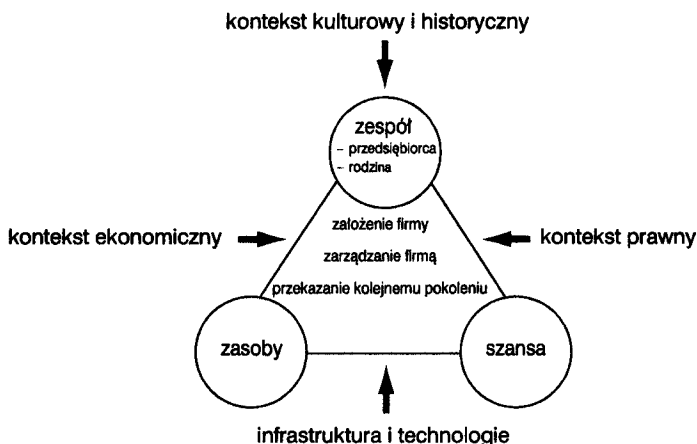 kontekst kulturowy i historyczny
zespół
– przedsiębiorca
– rodzina
założenie firmy
kontekst ekonomiczny
kontekst prawny
zarządzanie firmą
przekazanie kolejnemu pokoleniu
zasoby
szansa
infrastruktura i technologie